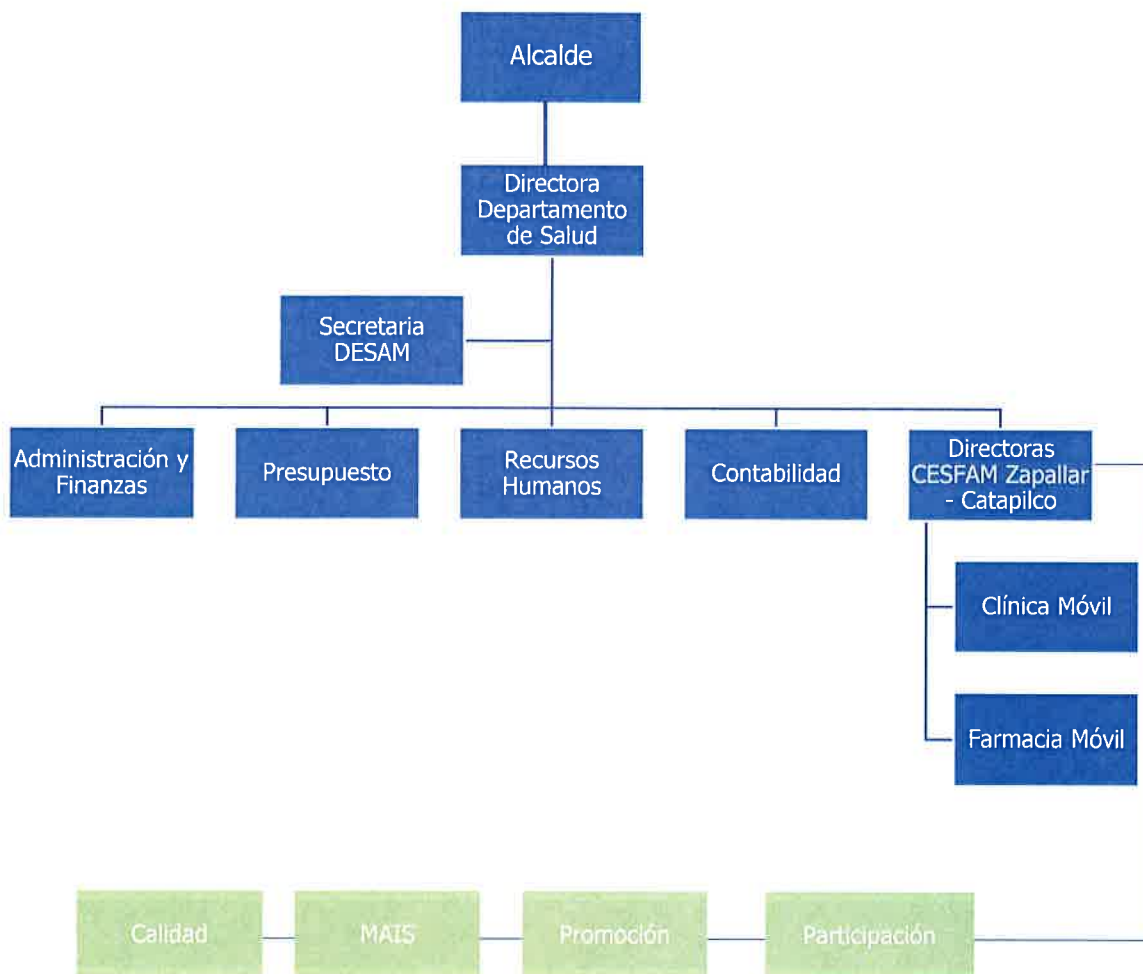 Alcalde
Directora
Departamento
de Salud
Secretaria
DESAM
Administración y
Finanzas
Presupuesto
Recursos
Humanos
Contabilidad
Directoras
CESFAM Zapallar
- Catapilco
Clínica Móvil
Farmacia Móvil
Calidad
MAIS
Promoción
Participación